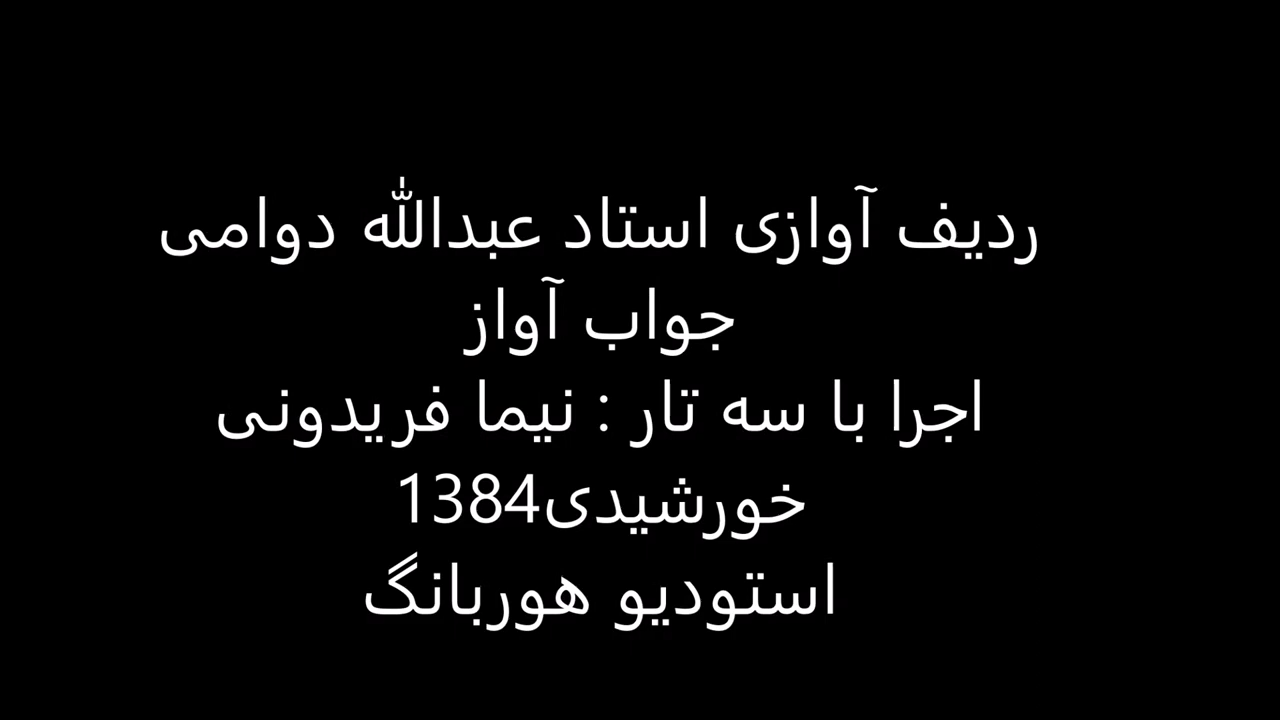 ردیف آوازی استاد عبدالله دوامی
جواب آواز
اجرا با سه تار : نیما فریدونی
خورشیدی1384
استودیو هوربانگ